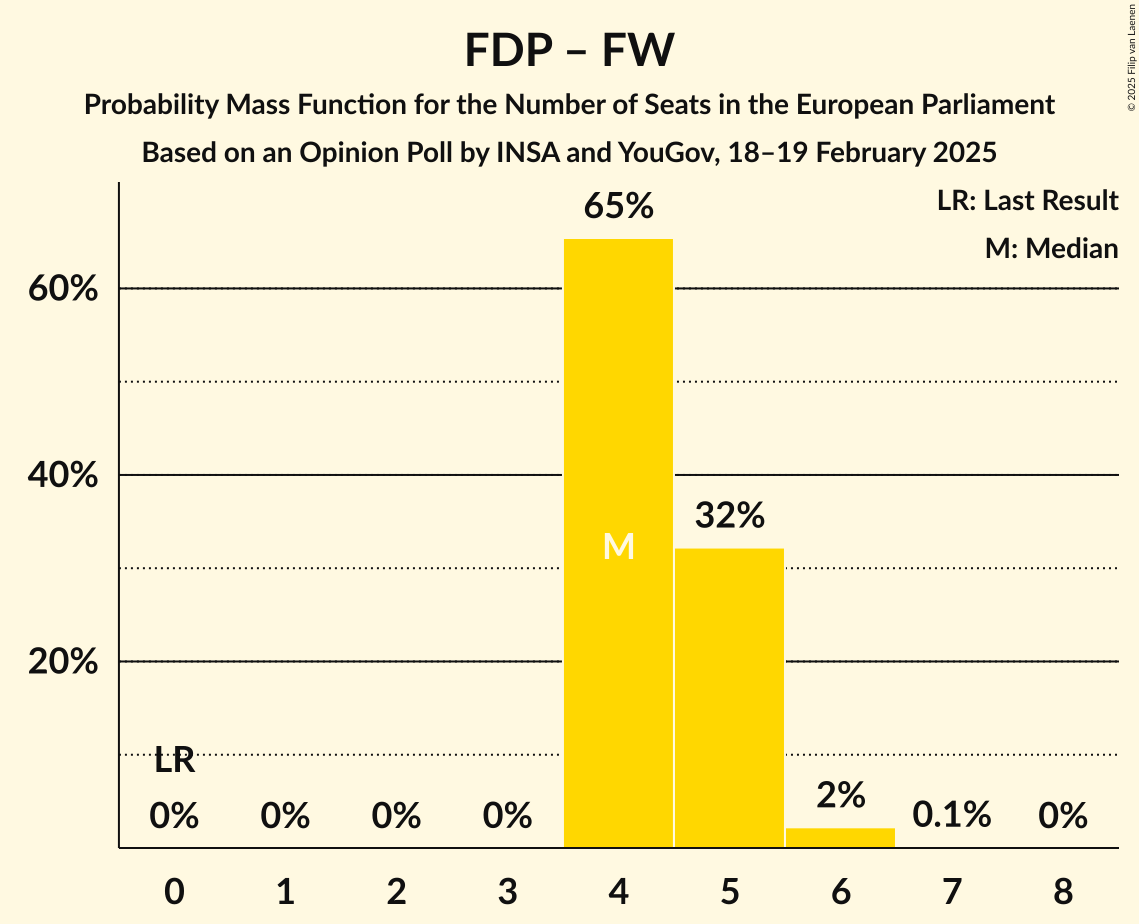 FDP – FW
Probability Mass Function for the Number of Seats in the European Parliament
Based on an Opinion Poll by INSA and YouGov, 18–19 February 2025
© 2025 Filip van Laenen
LR: Last Result
M: Median
65%
60%
40%
32%
M
20%
LR
2%
0% 0% 0% 0% 0.1% 0%
0 1 2 3 4 5 6 7 8